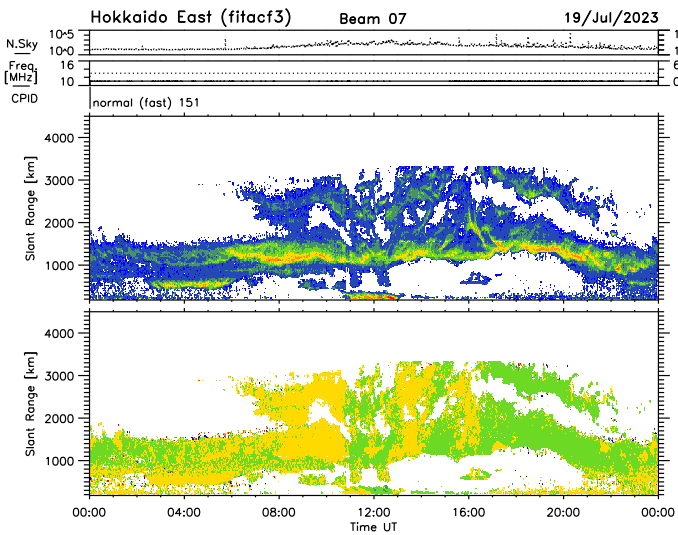 Hokkaido East (fitacf3) Beam 07 19/Jul/2023
N.Sky 10^5 10^0 1 1
Freq. [MHz] 16 10 6 0
CPID normal (fast) 151
Slant Range [km] 4000 3000 2000 1000
Slant Range [km] 4000 3000 2000 1000
00:00 04:00 08:00 12:00 16:00 20:00 00:00
Time UT